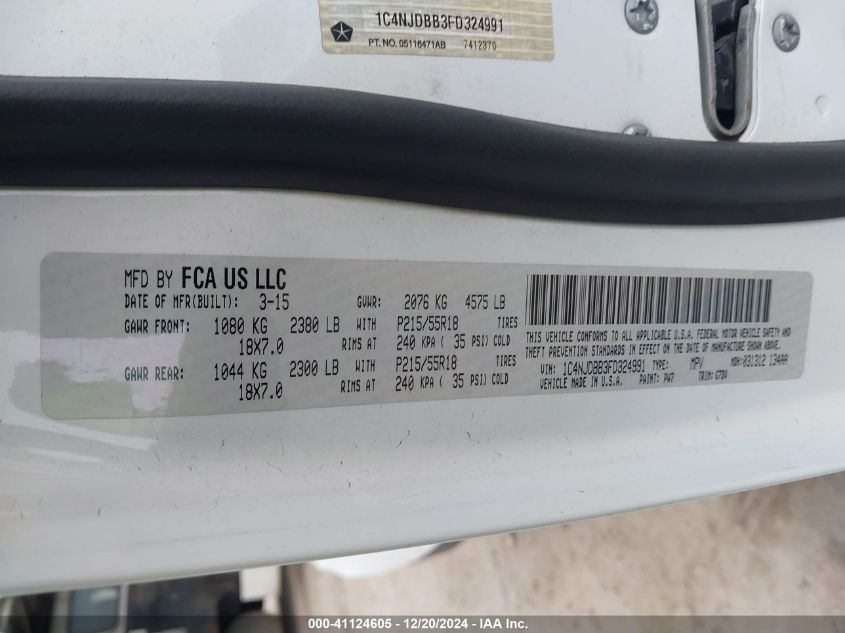 1C4NJDBB3FD324991
PT. NO. 05116471AB 7412370
MFD BY FCA US LLC
DATE OF MFR(BUILT): 3-15 GVWR: 2076 KG 4575 LB
GAWR FRONT: 1080 KG 2380 LB WITH P215/55R18 TIRES
18X7.0 RIMS AT 240 KPA ( 35 PSI) COLD
GAWR REAR: 1044 KG 2300 LB WITH P215/55R18 TIRES
18X7.0 RIMS AT 240 KPA ( 35 PSI) COLD
THIS VEHICLE CONFORMS TO ALL APPLICABLE U.S.A. FEDERAL MOTOR VEHICLE SAFETY AND
THEFT PREVENTION STANDARDS IN EFFECT ON THE DATE OF MANUFACTURE SHOWN ABOVE.
VIN: 1C4NJDBB3FD324991 TYPE: MPV MDH: 031312 134AA
VEHICLE MADE IN U.S.A. PAINT: PW7 TRIM: G7DV
000-41124605 - 12/20/2024 - IAA Inc.